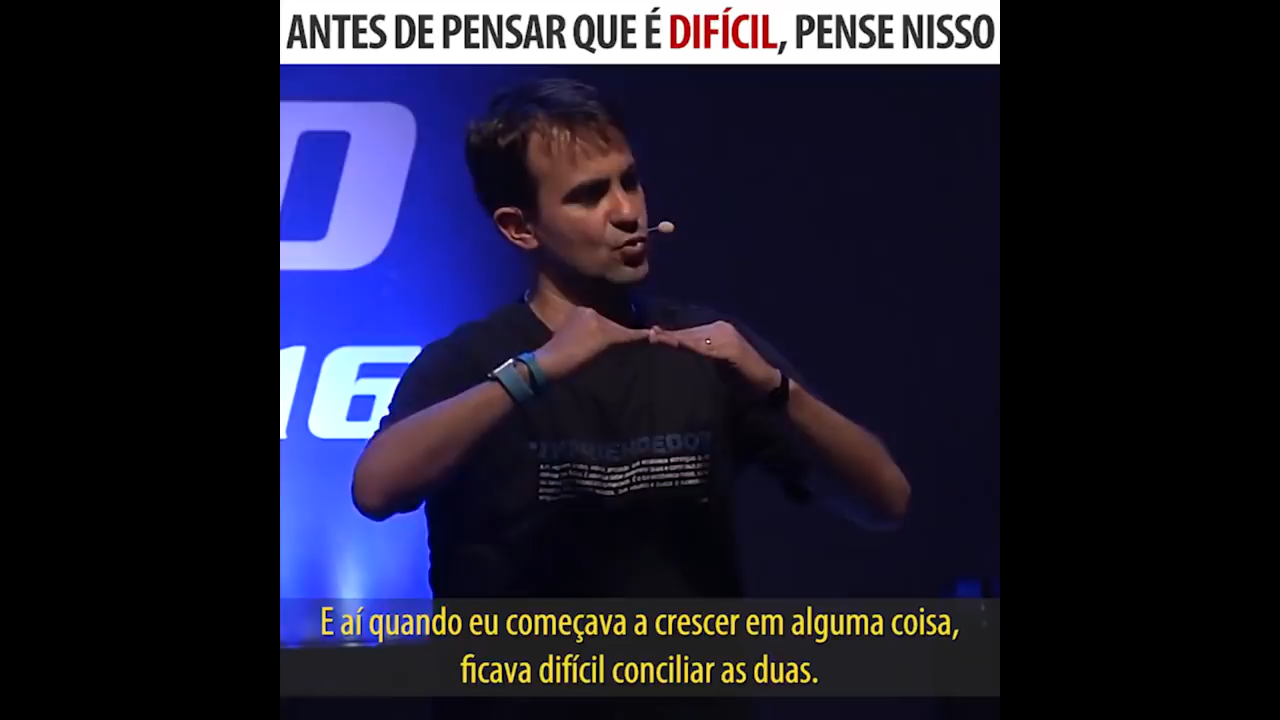 ANTES DE PENSAR QUE É DIFÍCIL, PENSE NISSO
16
E aí quando eu começava a crescer em alguma coisa,
ficava difícil conciliar as duas.